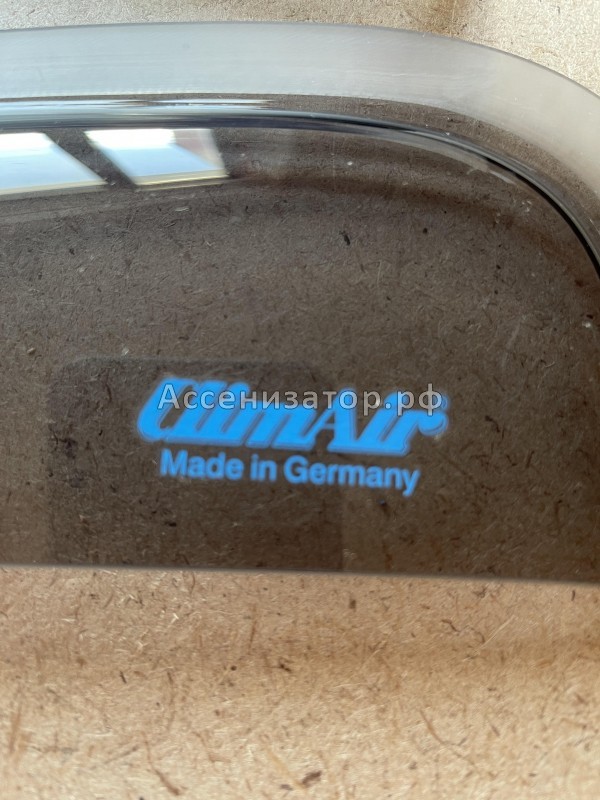 ClimAir®
Ассенизатор.рф
Made in Germany